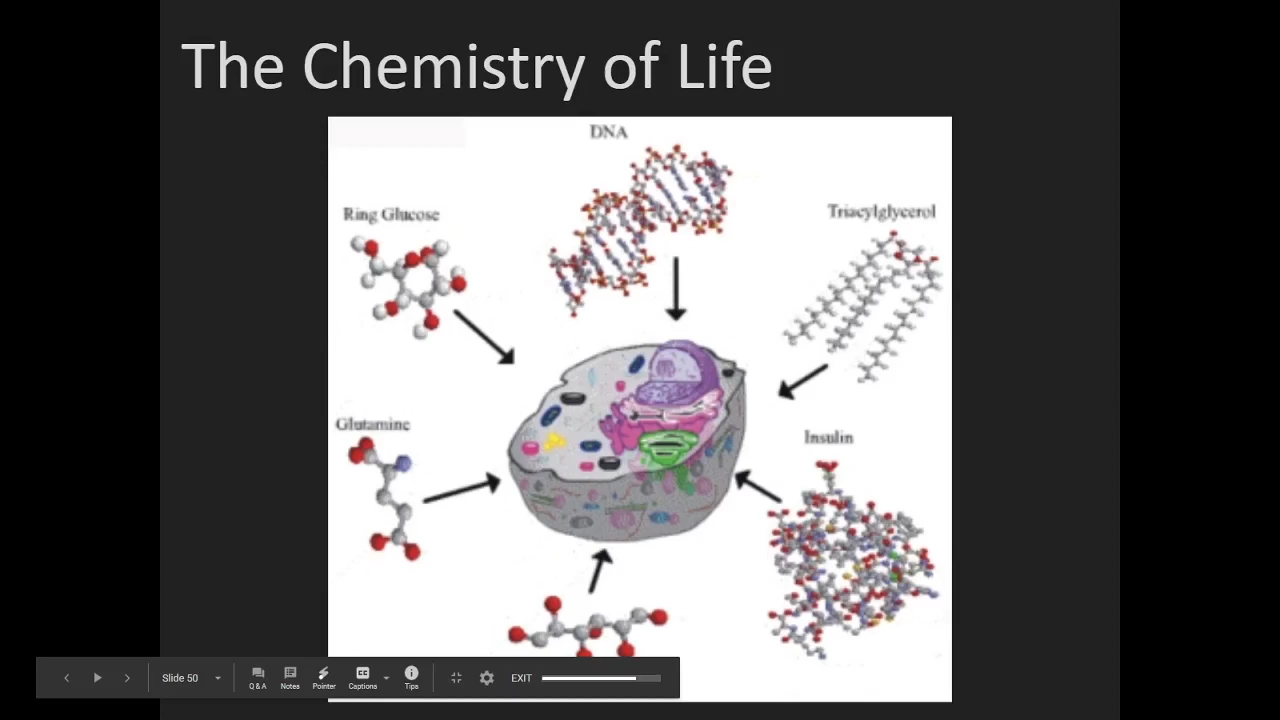 The Chemistry of Life
DNA
Ring Glucose
Triacylglycerol
Glutamine
Insulin
Slide 50
Q & A
Notes
Pointer
Captions
Tips
EXIT